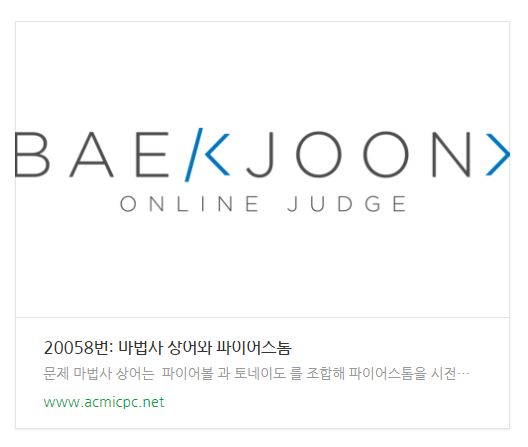 BAEKJOON
ONLINE JUDGE
20058번: 마법사 상어와 파이어스톰
문제 마법사 상어는 파이어볼 과 토네이도 를 조합해 파이어스톰을 시전…
www.acmicpc.net